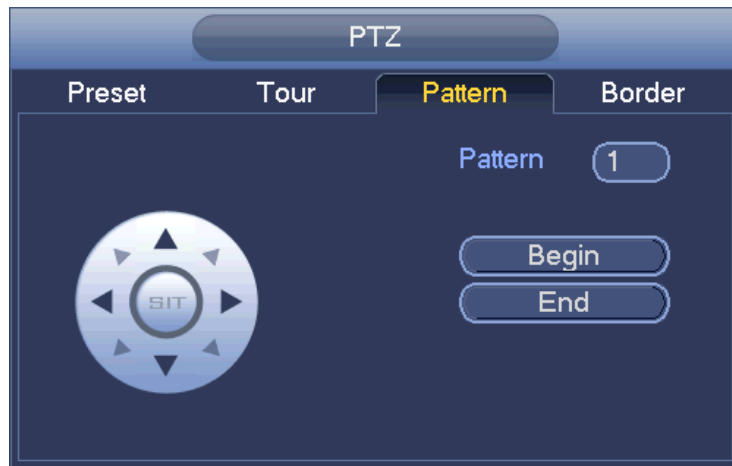 PTZ
Preset Tour Pattern Border
Pattern 1
Begin
SIT
End